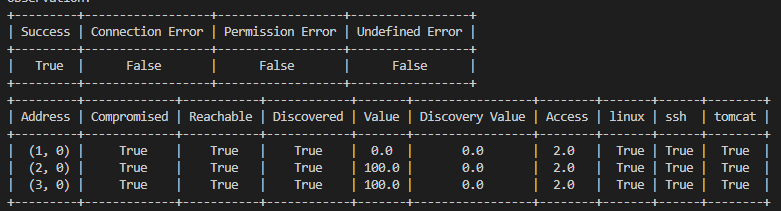 +---------+------------------+------------------+-----------------+
| Success | Connection Error | Permission Error | Undefined Error |
+---------+------------------+------------------+-----------------+
|   True  |      False       |      False       |      False      |
+---------+------------------+------------------+-----------------+
+---------+-------------+-----------+------------+-------+-----------------+--------+-------+------+--------+
| Address | Compromised | Reachable | Discovered | Value | Discovery Value | Access | linux | ssh  | tomcat |
+---------+-------------+-----------+------------+-------+-----------------+--------+-------+------+--------+
|  (1, 0) |     True    |    True   |    True    |  0.0  |       0.0       |  2.0   |  True | True |  True  |
|  (2, 0) |     True    |    True   |    True    | 100.0 |       0.0       |  2.0   |  True | True |  True  |
|  (3, 0) |     True    |    True   |    True    | 100.0 |       0.0       |  2.0   |  True | True |  True  |
+---------+-------------+-----------+------------+-------+-----------------+--------+-------+------+--------+